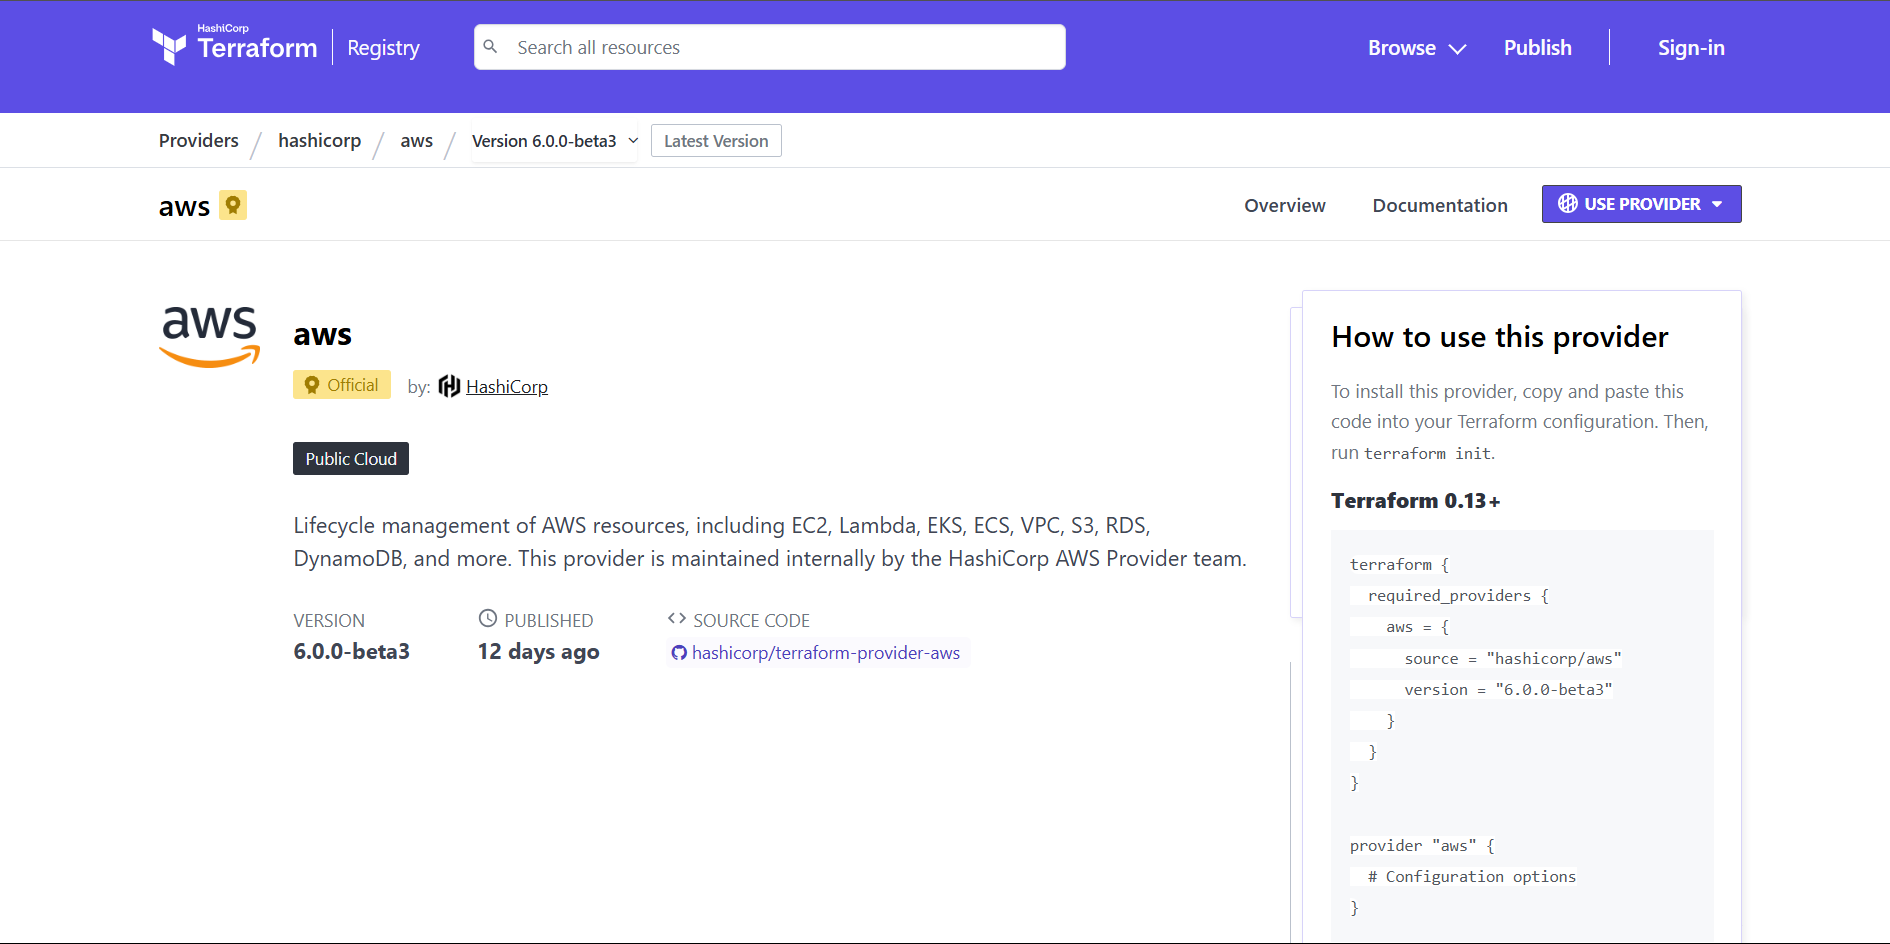 HashiCorp
Terraform
Registry
Search all resources
Browse
Publish
Sign-in
Providers / hashicorp / aws / Version 6.0.0-beta3
Latest Version
aws
Overview
Documentation
USE PROVIDER
aws
aws
Official
by: HashiCorp
Public Cloud
Lifecycle management of AWS resources, including EC2, Lambda, EKS, ECS, VPC, S3, RDS,
DynamoDB, and more. This provider is maintained internally by the HashiCorp AWS Provider team.
VERSION
6.0.0-beta3
PUBLISHED
12 days ago
<> SOURCE CODE
hashicorp/terraform-provider-aws
How to use this provider
To install this provider, copy and paste this
code into your Terraform configuration. Then,
run terraform init.
Terraform 0.13+
terraform {
  required_providers {
    aws = {
      source = "hashicorp/aws"
      version = "6.0.0-beta3"
    }
  }
}
provider "aws" {
  # Configuration options
}